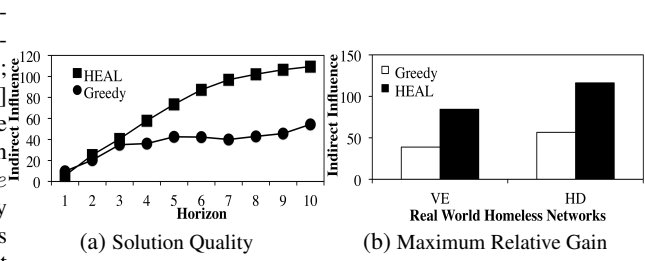 Indirect Influence
120
100
80
60
40
20
0
HEAL
Greedy
1 2 3 4 5 6 7 8 9 10
Horizon
(a) Solution Quality
Indirect Influence
150
100
50
0
Greedy
HEAL
VE HD
Real World Homeless Networks
(b) Maximum Relative Gain